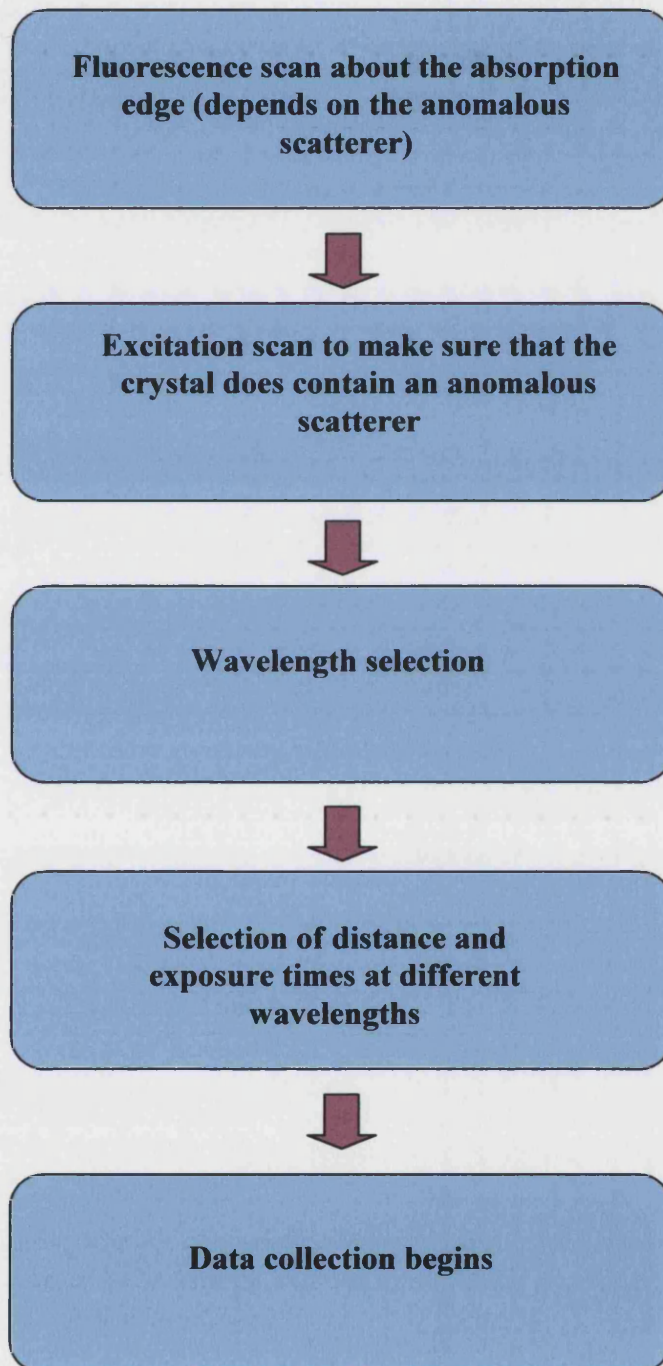 Fluorescence scan about the absorption
edge (depends on the anomalous
scatterer)
Excitation scan to make sure that the
crystal does contain an anomalous
scatterer
Wavelength selection
Selection of distance and
exposure times at different
wavelengths
Data collection begins